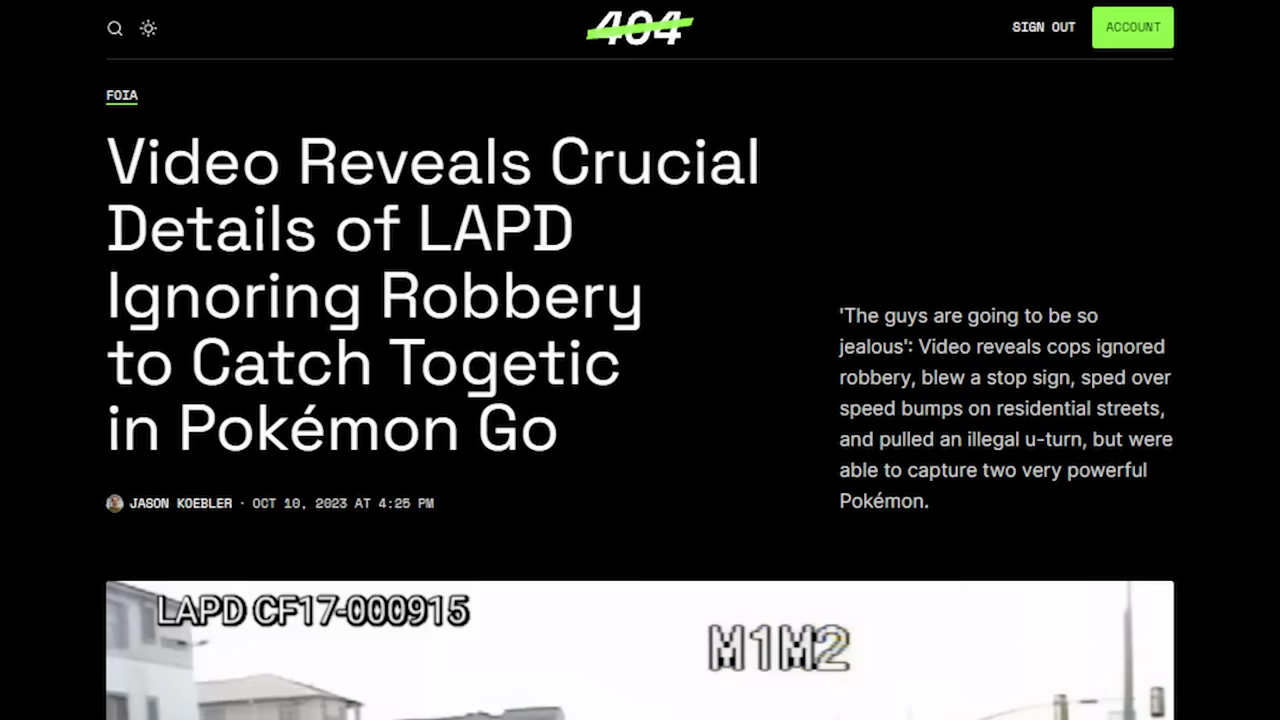 404
SIGN OUT
ACCOUNT
FOIA
Video Reveals Crucial
Details of LAPD
Ignoring Robbery
to Catch Togetic
in Pokémon Go
'The guys are going to be so
jealous': Video reveals cops ignored
robbery, blew a stop sign, sped over
speed bumps on residential streets,
and pulled an illegal u-turn, but were
able to capture two very powerful
Pokémon.
JASON KOEBLER · OCT 10, 2023 AT 4:25 PM
LAPD CF17-000915
M1M2